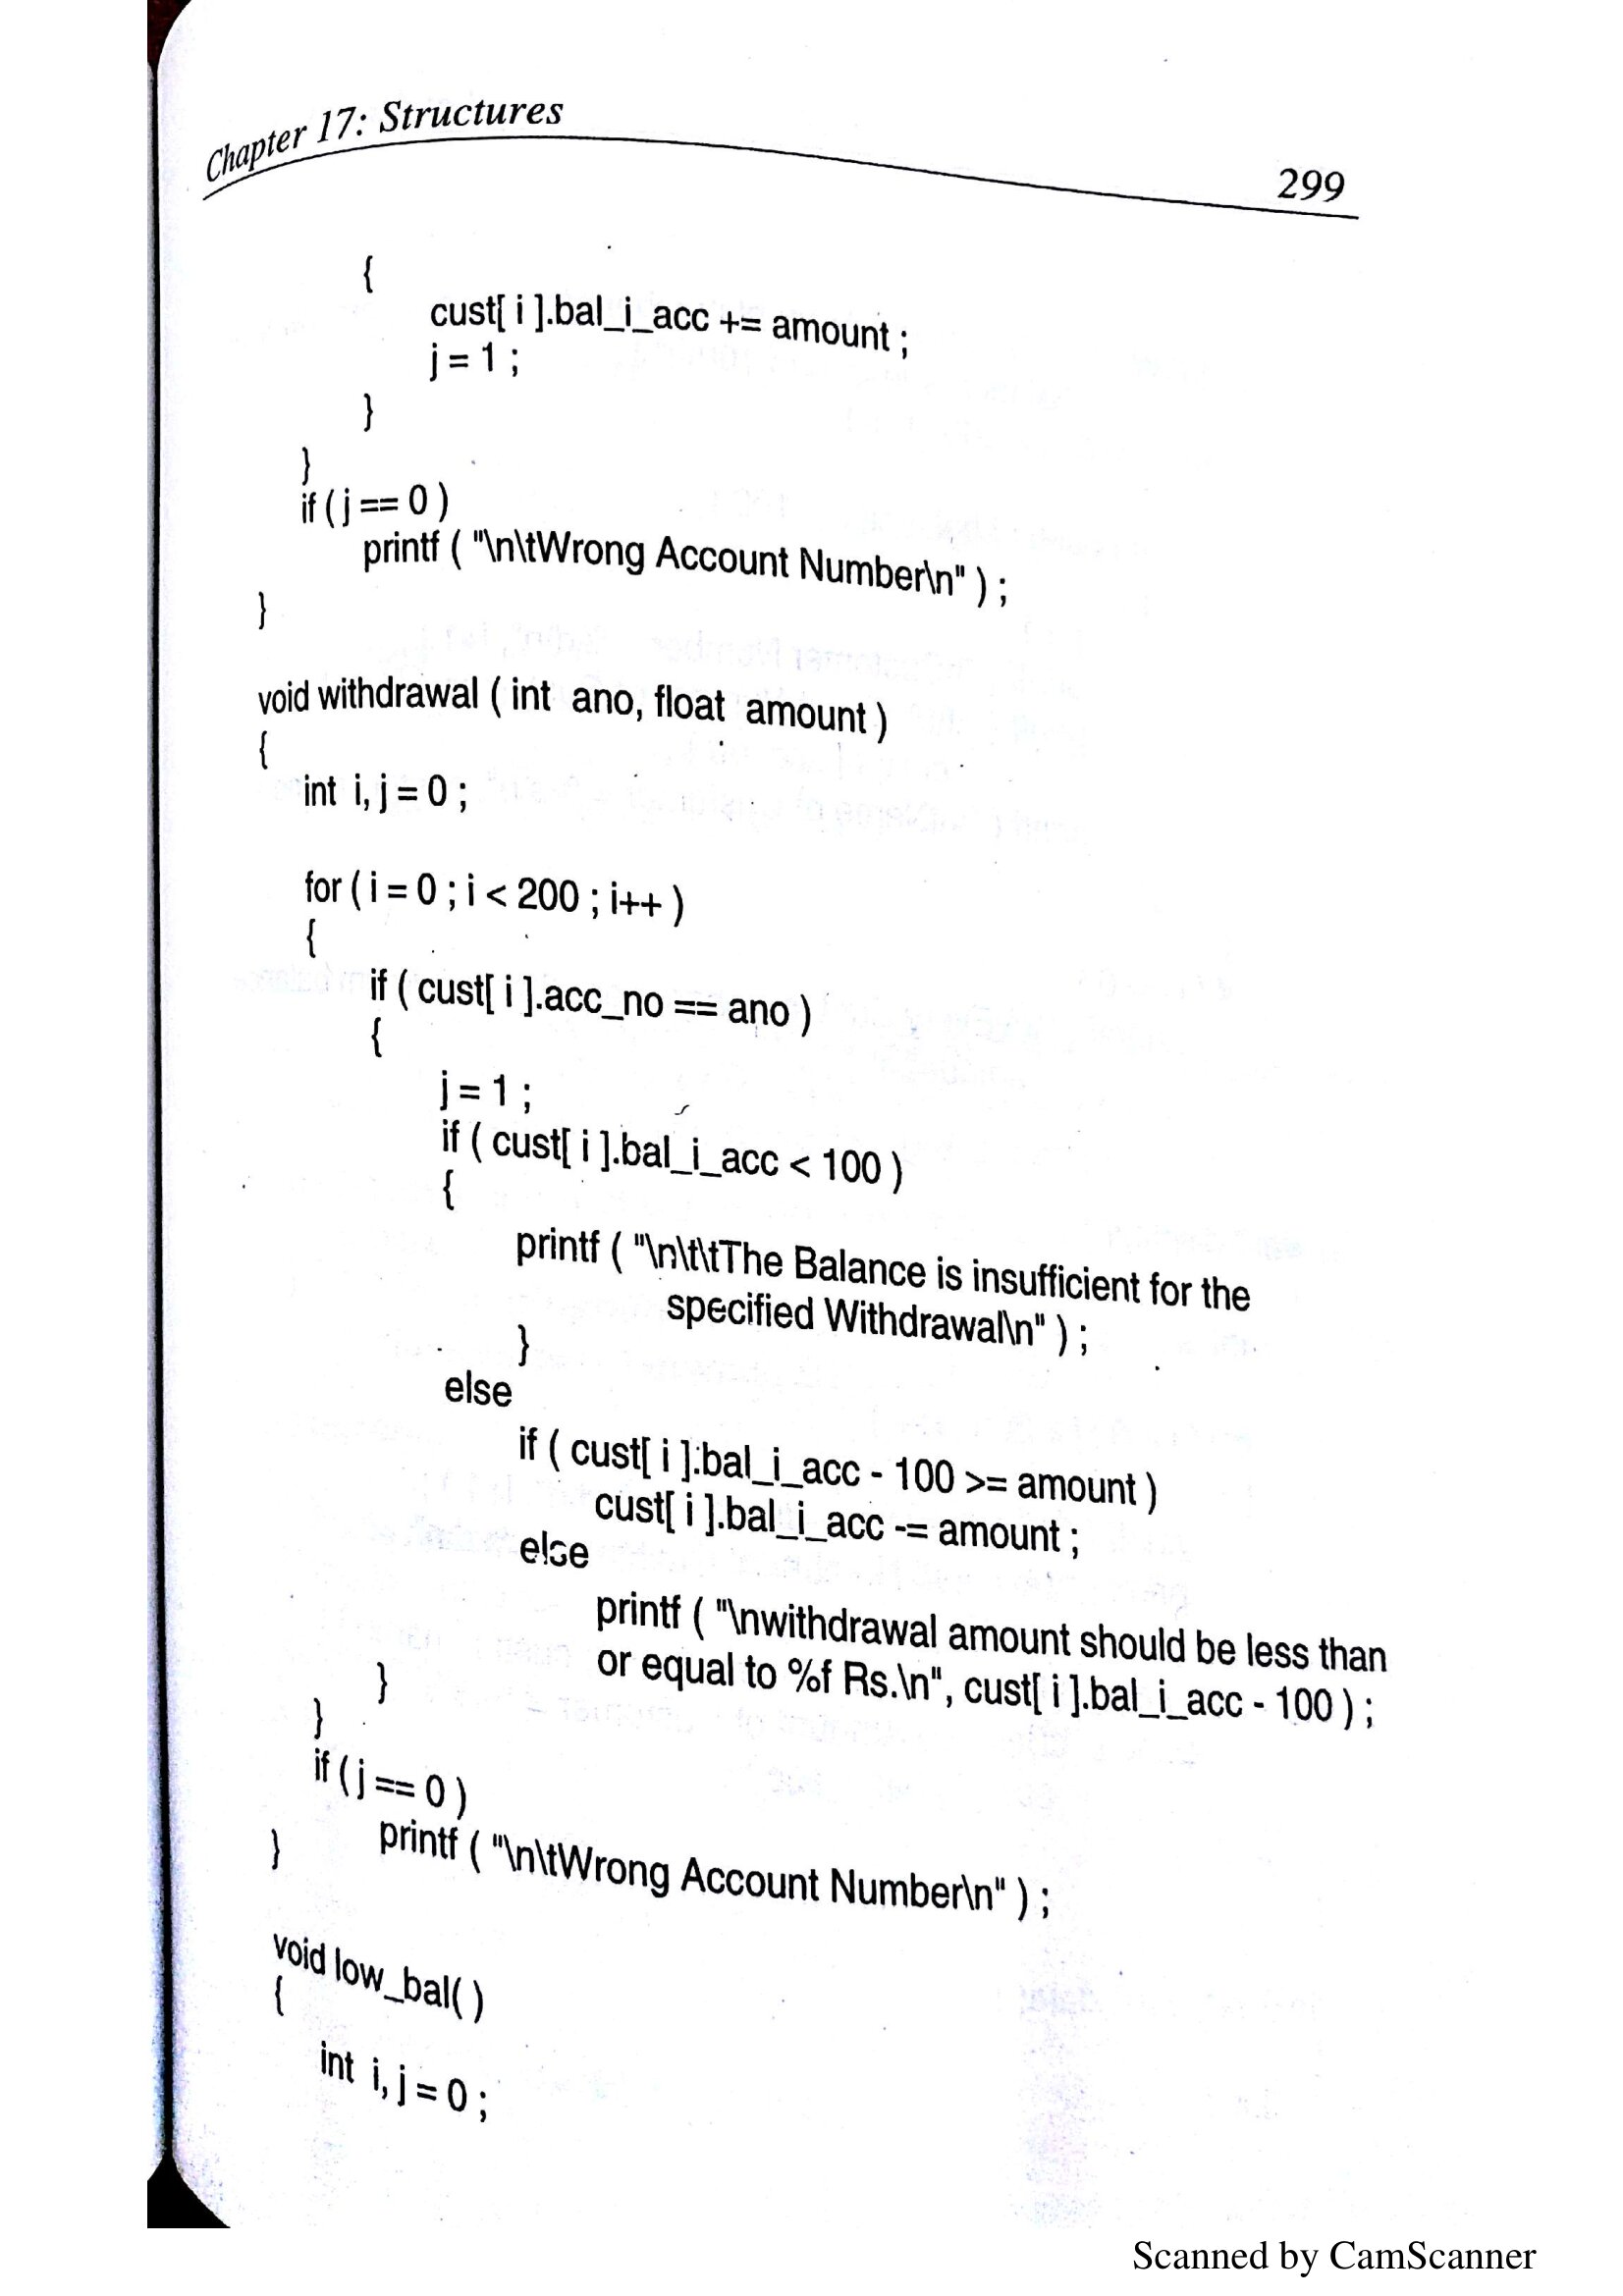 Chapter 17: Structures
299
{
cust[ i ].bal_i_acc += amount ;
j = 1 ;
}
}
if ( j == 0 )
printf ( "\n\tWrong Account Number\n" ) ;
}
void withdrawal ( int ano, float amount )
{
int i, j = 0 ;
for ( i = 0 ; i < 200 ; i++ )
{
if ( cust[ i ].acc_no == ano )
{
j = 1 ;
if ( cust[ i ].bal_i_acc < 100 )
{
printf ( "\n\t\tThe Balance is insufficient for the
specified Withdrawal\n" ) ;
}
else
if ( cust[ i ].bal_i_acc - 100 >= amount )
cust[ i ].bal_i_acc -= amount ;
else
printf ( "\nwithdrawal amount should be less than
or equal to %f Rs.\n", cust[ i ].bal_i_acc - 100 ) ;
}
}
if ( j == 0 )
printf ( "\n\tWrong Account Number\n" ) ;
}
void low_bal( )
{
int i, j = 0 ;
Scanned by CamScanner